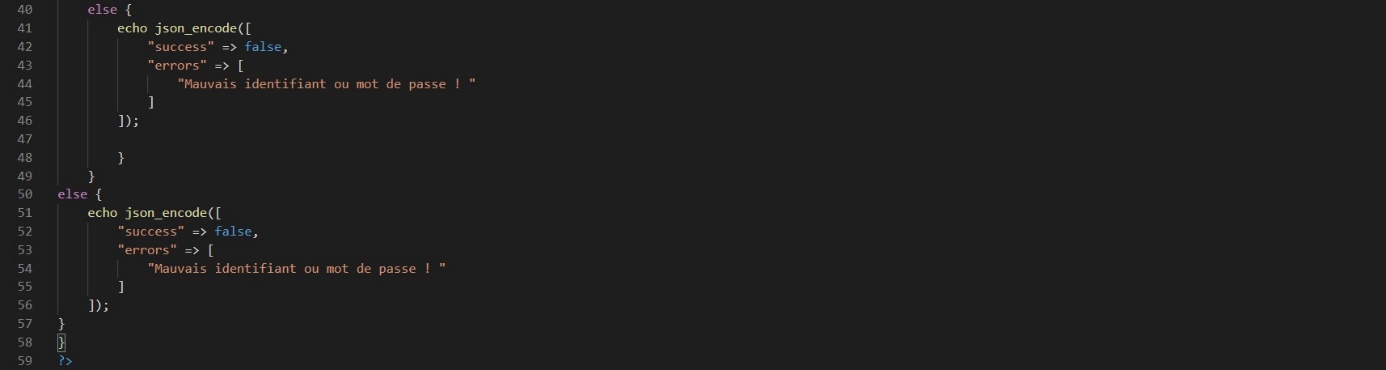 40 else {
41 echo json_encode([
42 "success" => false,
43 "errors" => [
44 "Mauvais identifiant ou mot de passe ! "
45 ]
46 ]);
47
48 }
49 }
50 else {
51 echo json_encode([
52 "success" => false,
53 "errors" => [
54 "Mauvais identifiant ou mot de passe ! "
55 ]
56 ]);
57 }
58 }
59 ?>